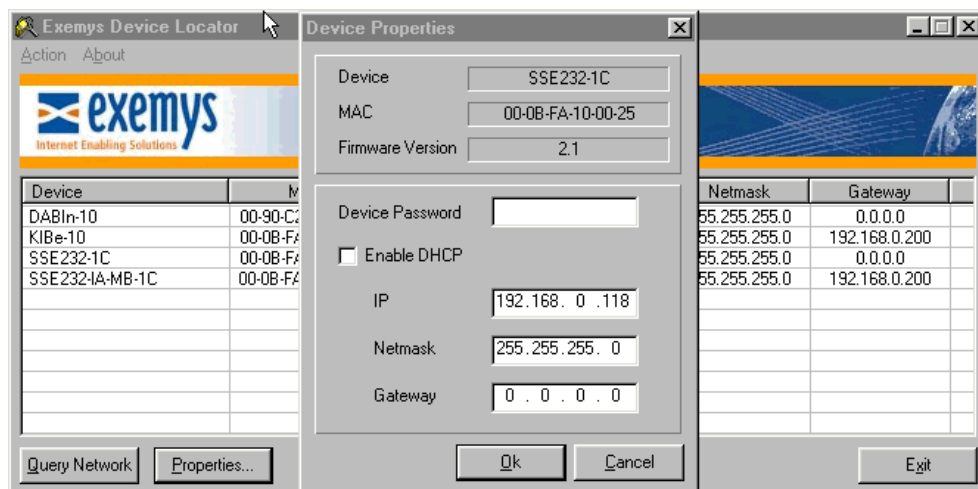 Exemys Device Locator
Action About
exemys
Internet Enabling Solutions
Device
DABIn-10 00-90-C2
KIBe-10 00-0B-FA
SSE232-1C 00-0B-FA
SSE232-IA-MB-1C 00-0B-FA
Query Network Properties...
Device Properties
Device SSE232-1C
MAC 00-0B-FA-10-00-25
Firmware Version 2.1
Device Password
Enable DHCP
IP 192.168. 0 .118
Netmask 255.255.255. 0
Gateway 0 . 0 . 0 . 0
Ok Cancel
Netmask Gateway
55.255.255.0 0.0.0.0
55.255.255.0 192.168.0.200
55.255.255.0 0.0.0.0
55.255.255.0 192.168.0.200
Exit